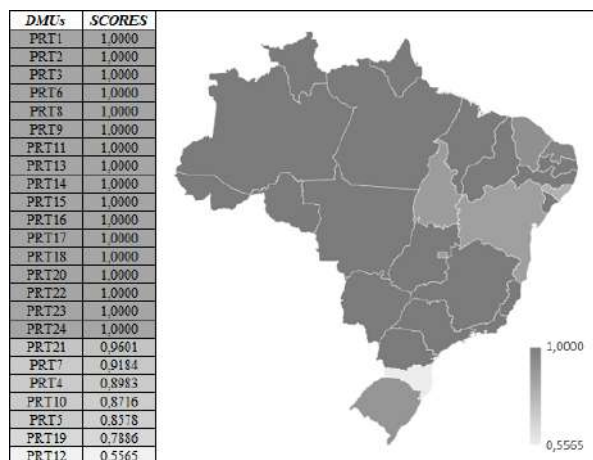 DMUs SCORES
PRT1 1,0000
PRT2 1,0000
PRT3 1,0000
PRT6 1,0000
PRT8 1,0000
PRT9 1,0000
PRT11 1,0000
PRT13 1,0000
PRT14 1,0000
PRT15 1,0000
PRT16 1,0000
PRT17 1,0000
PRT18 1,0000
PRT20 1,0000
PRT22 1,0000
PRT23 1,0000
PRT24 1,0000
PRT21 0,9601
PRT7 0,9184
PRT4 0,8983
PRT10 0,8716
PRT5 0,8578
PRT19 0,7886
PRT12 0,5565
1,0000
0,5565